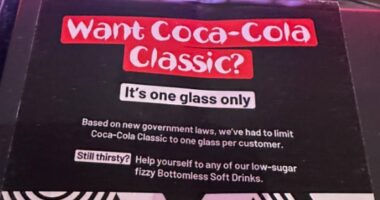 Want Coca-Cola
Classic?
It's one glass only
Based on new government laws, we've had to limit
Coca-Cola Classic to one glass per customer.
Still thirsty? Help yourself to any of our low-sugar
fizzy Bottomless Soft Drinks.